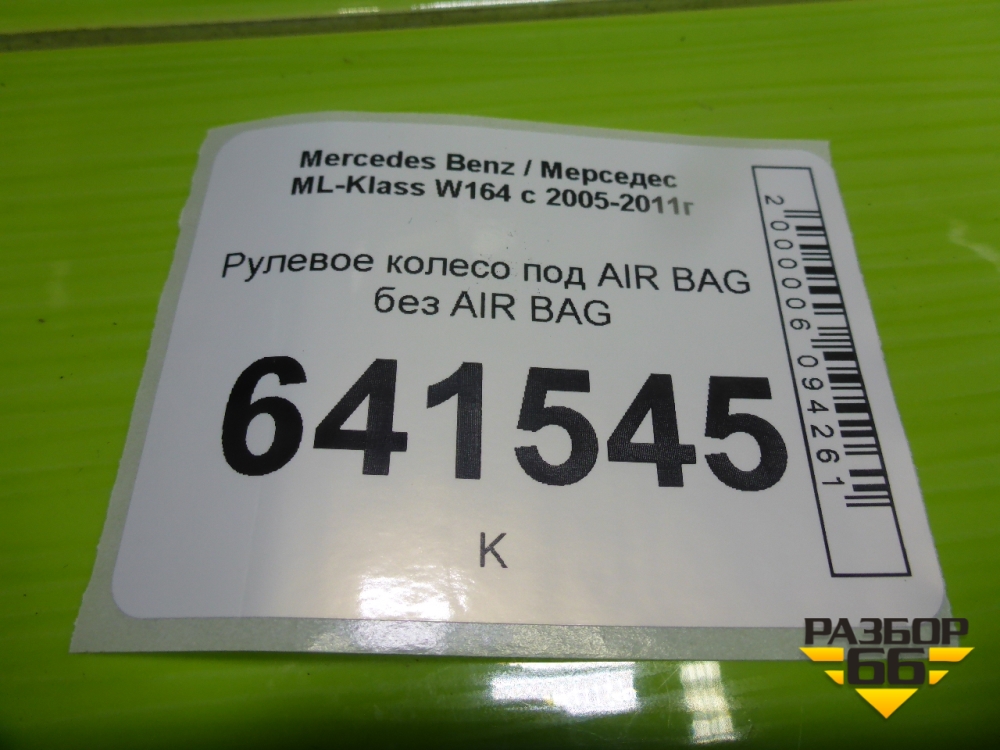 Mercedes Benz / Мерседес
ML-Klass W164 с 2005-2011г
Рулевое колесо под AIR BAG
без AIR BAG
641545
К
2000006094261
РАЗБОР
66